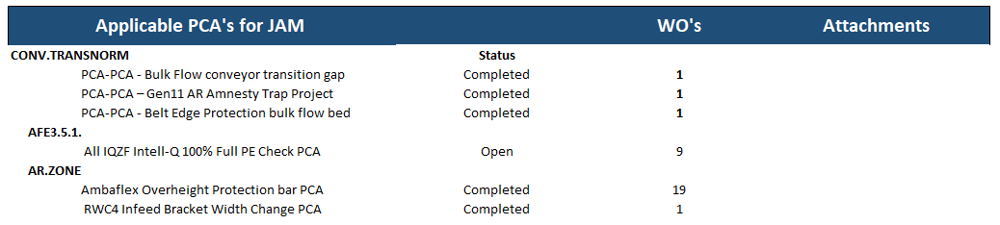 Applicable PCA's for JAM WO's Attachments
CONV.TRANSNORM Status
PCA-PCA - Bulk Flow conveyor transition gap Completed 1
PCA-PCA – Gen11 AR Amnesty Trap Project Completed 1
PCA-PCA - Belt Edge Protection bulk flow bed Completed 1
AFE3.5.1.
All IQZF Intell-Q 100% Full PE Check PCA Open 9
AR.ZONE
Ambaflex Overheight Protection bar PCA Completed 19
RWC4 Infeed Bracket Width Change PCA Completed 1